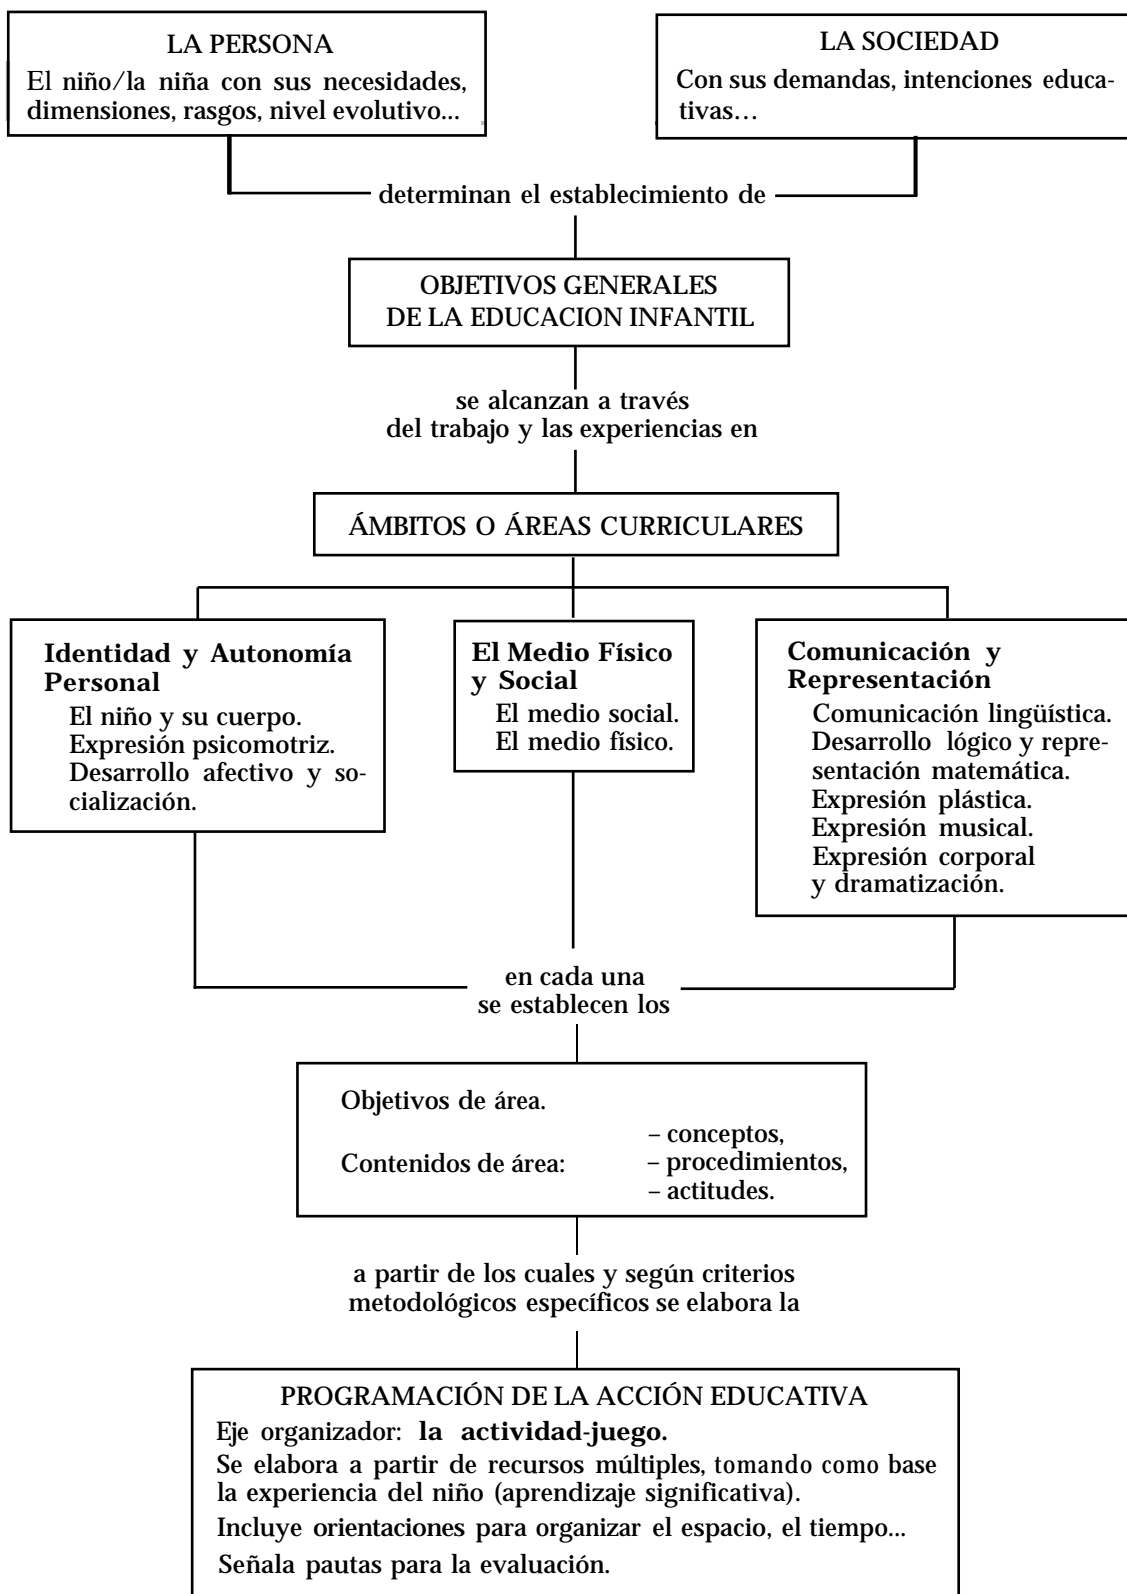 LA PERSONA
El niño/la niña con sus necesidades,
dimensiones, rasgos, nivel evolutivo...
LA SOCIEDAD
Con sus demandas, intenciones educa-
tivas…
determinan el establecimiento de
OBJETIVOS GENERALES
DE LA EDUCACION INFANTIL
se alcanzan a través
del trabajo y las experiencias en
ÁMBITOS O ÁREAS CURRICULARES
Identidad y Autonomía
Personal
El niño y su cuerpo.
Expresión psicomotriz.
Desarrollo afectivo y so-
cialización.
El Medio Físico
y Social
El medio social.
El medio físico.
Comunicación y
Representación
Comunicación lingüística.
Desarrollo lógico y repre-
sentación matemática.
Expresión plástica.
Expresión musical.
Expresión corporal
y dramatización.
en cada una
se establecen los
Objetivos de área.
– conceptos,
Contenidos de área: – procedimientos,
– actitudes.
a partir de los cuales y según criterios
metodológicos específicos se elabora la
PROGRAMACIÓN DE LA ACCIÓN EDUCATIVA
Eje organizador: la actividad-juego.
Se elabora a partir de recursos múltiples, tomando como base
la experiencia del niño (aprendizaje significativa).
Incluye orientaciones para organizar el espacio, el tiempo...
Señala pautas para la evaluación.